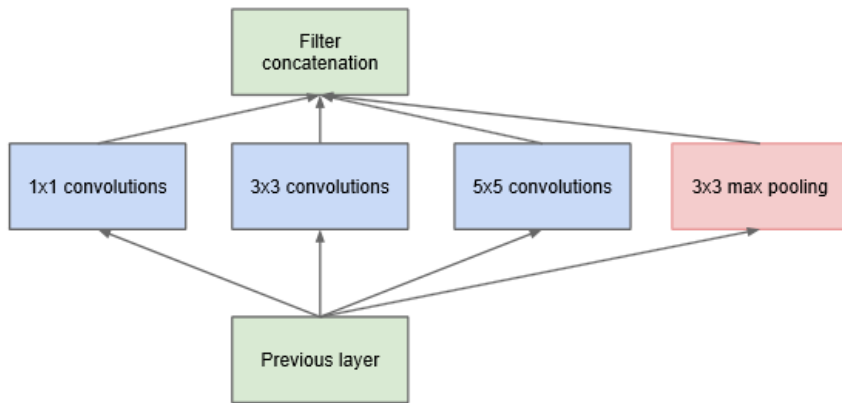 Filter
concatenation
1x1 convolutions
3x3 convolutions
5x5 convolutions
3x3 max pooling
Previous layer